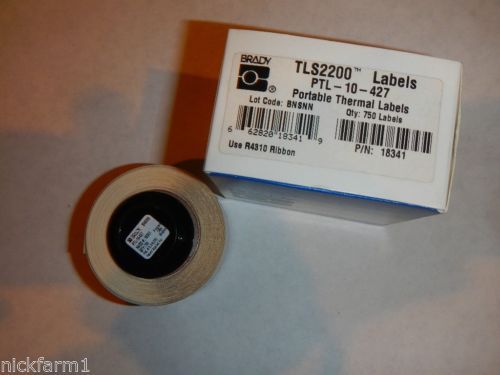 BRADY
®
TLS2200™ Labels
PTL-10-427
Portable Thermal Labels
Lot Code: BNSNN
Qty: 750 Labels
6 62820 18341 9
P/N: 18341
Use R4310 Ribbon
nickfarm1